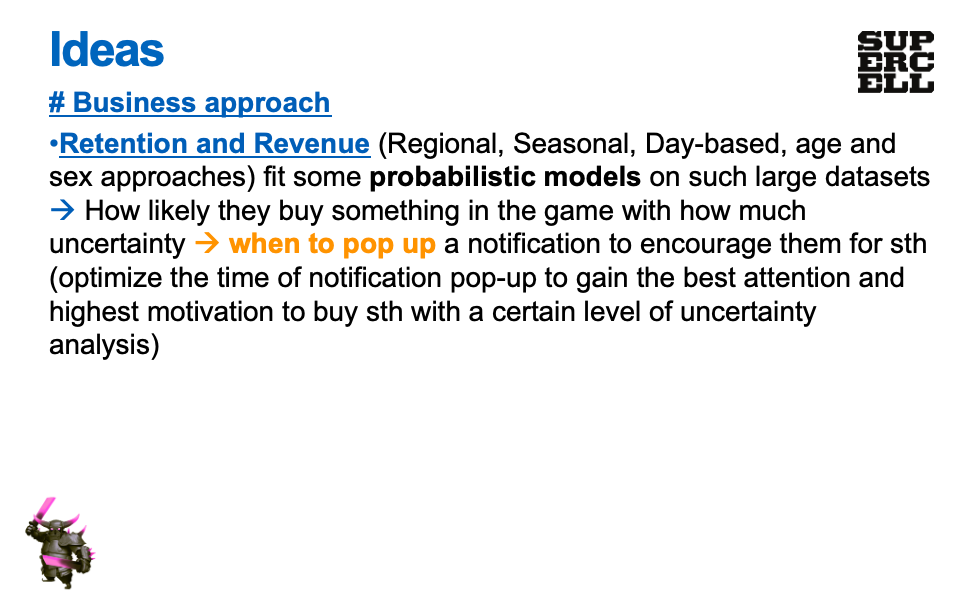 Ideas
SUP
ERC
ELL
# Business approach
•Retention and Revenue (Regional, Seasonal, Day-based, age and
sex approaches) fit some probabilistic models on such large datasets
→ How likely they buy something in the game with how much
uncertainty → when to pop up a notification to encourage them for sth
(optimize the time of notification pop-up to gain the best attention and
highest motivation to buy sth with a certain level of uncertainty
analysis)